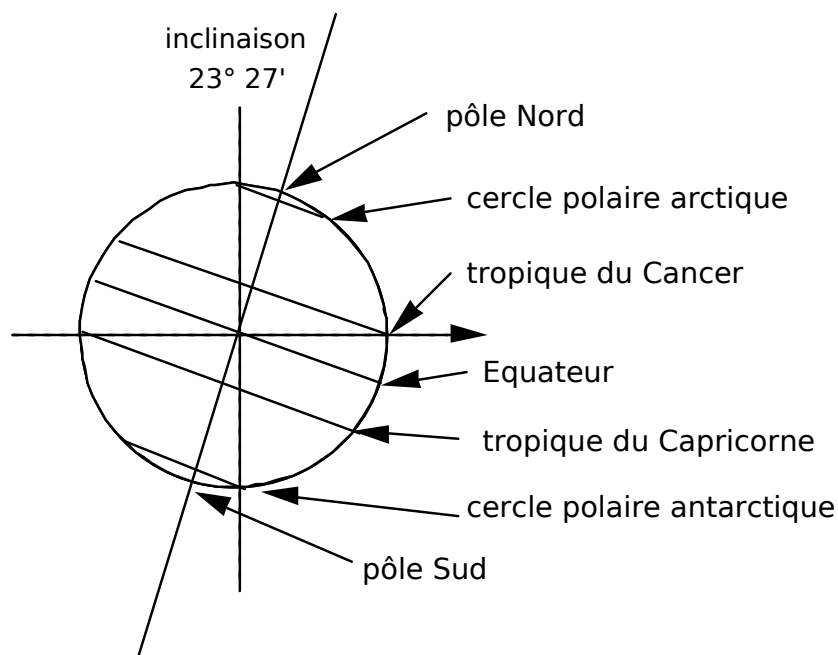 inclinaison
23° 27'
pôle Nord
cercle polaire arctique
tropique du Cancer
Equateur
tropique du Capricorne
cercle polaire antarctique
pôle Sud